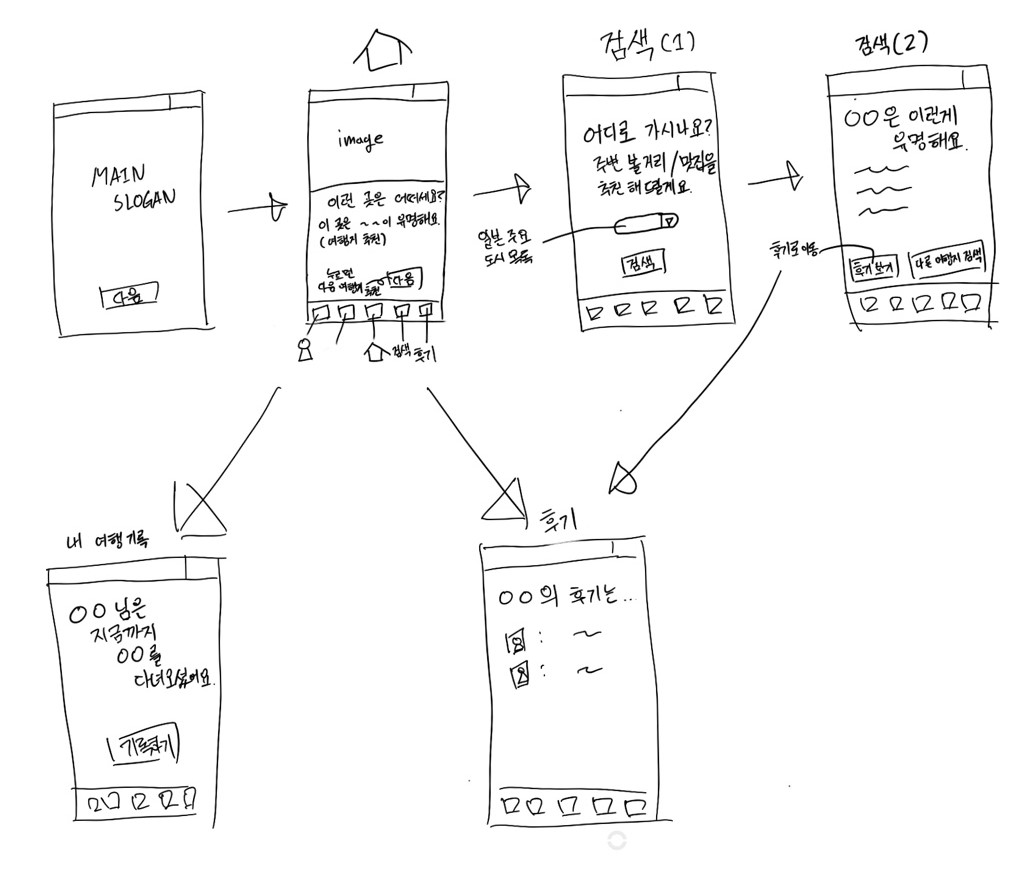 MAIN
SLOGAN
다음
image
이런 곳은 어떠세요?
이 곳은 ~~이 유명해요.
(여행지 추천)
누르면
다음 여행지 추천
다음
검색
후기
검색(1)
어디로 가시나요?
주변 볼거리/맛집을
추천해드릴게요.
일본 주요
도시 목록
검색
검색(2)
OO은 이런게
유명해요.
후기로 이동
후기 보기
다른 여행지 검색
내 여행기록
OO님은
지금까지
OO를
다녀오셨어요.
기록하기
후기
OO의 후기는...
: ~
: ~